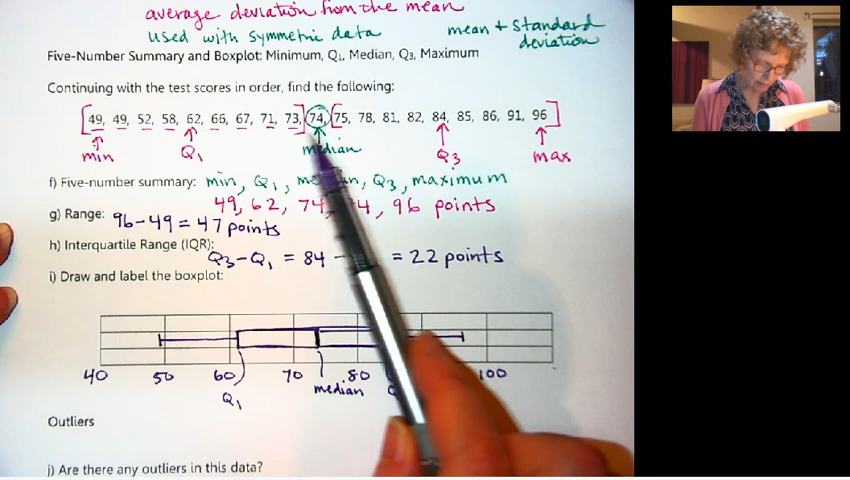 average deviation from the mean
used with symmetric data
mean + standard deviation
Five-Number Summary and Boxplot: Minimum, Q₁, Median, Q₃, Maximum
Continuing with the test scores in order, find the following:
[49, 49, 52, 58, 62, 66, 67, 71, 73,] 74, [75, 78, 81, 82, 84, 85, 86, 91, 96]
min Q₁ median Q₃ max
f) Five-number summary: min, Q₁, median, Q₃, maximum
49, 62, 74, 84, 96 points
g) Range: 96-49 = 47 points
h) Interquartile Range (IQR): Q₃-Q₁ = 84 - = 22 points
i) Draw and label the boxplot:
40 50 60 70 80 100
Q₁ median
Outliers
j) Are there any outliers in this data?